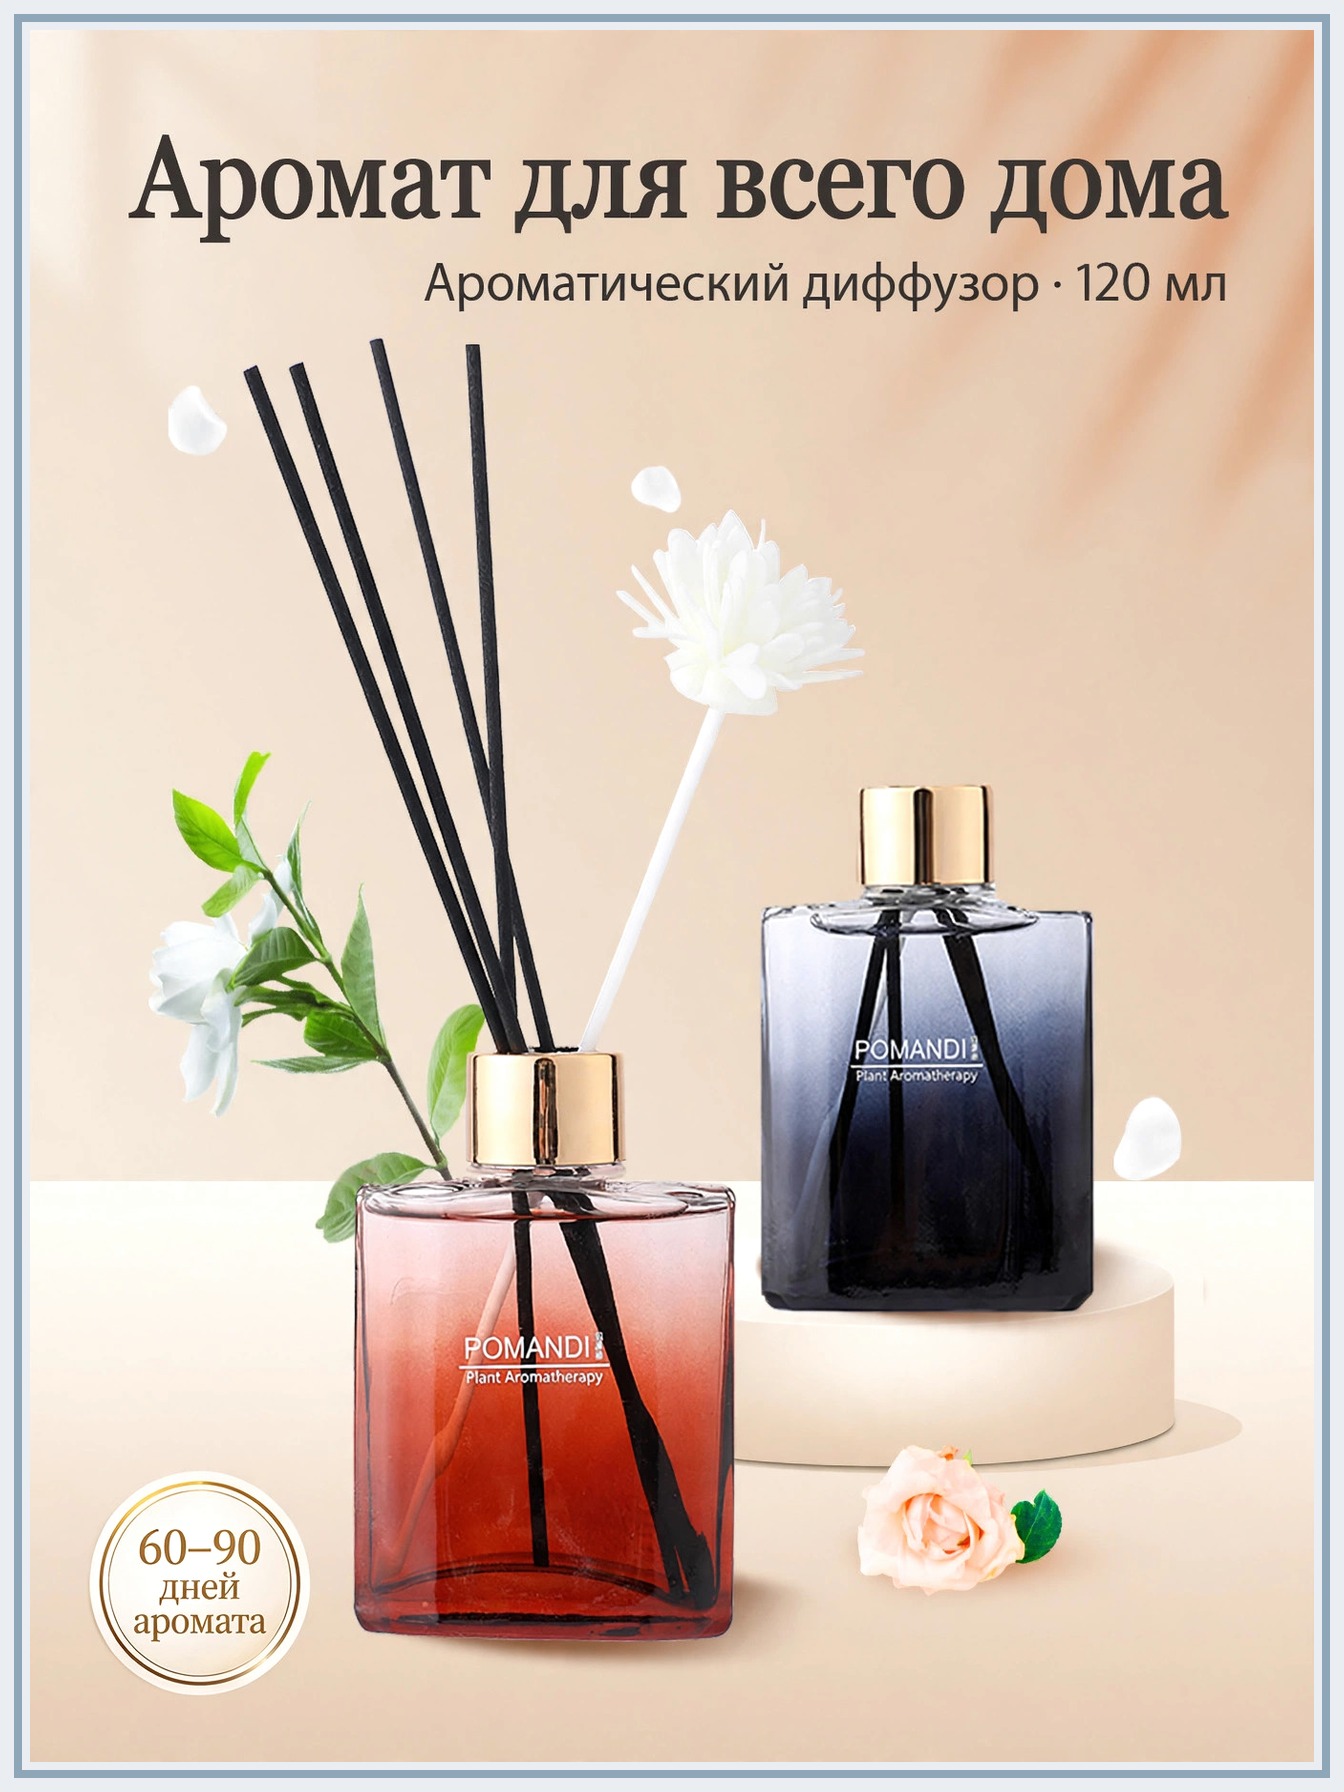 Аромат для всего дома
Ароматический диффузор · 120 мл
POMANDI
Plant Aromatherapy
POMANDI
Plant Aromatherapy
60–90
дней
аромата